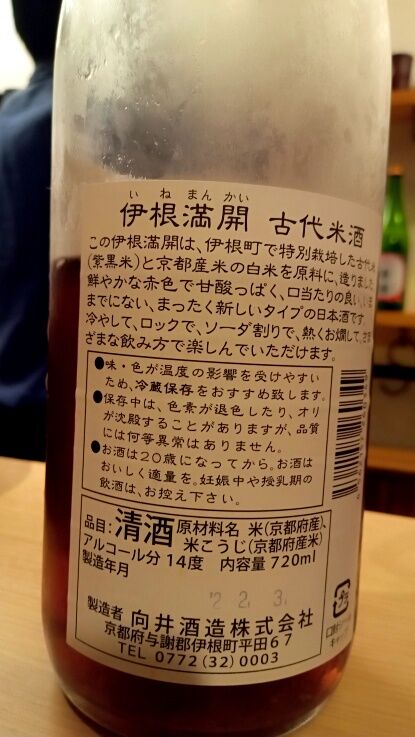 い ね まん かい
伊根満開 古代米酒
この伊根満開は、伊根町で特別栽培した古代米
(紫黒米)と京都産米の白米を原料に、造りました
鮮やかな赤色で甘酸っぱく、口当たりの良い、いま
までにない、まったく新しいタイプの日本酒です
冷やして、ロックで、ソーダ割りで、熱くお燗して、さま
ざまな飲み方で楽しんでいただけます。
●味・色が温度の影響を受けやすい
ため、冷蔵保存をおすすめ致します。
●保存中は、色素が退色したり、オリ
が沈殿することがありますが、品質
には何等異常はありません。
●お酒は20歳になってから。お酒は
おいしく適量を。妊娠中や授乳期の
飲酒は、お控え下さい。
品目:清酒 原材料名 米(京都府産)、
米こうじ(京都府産米)
アルコール分 14度 内容量 720ml
製造年月
'2 2. 3.
製造者 向井酒造株式会社
京都府与謝郡伊根町平田67
TEL 0772(32)0003